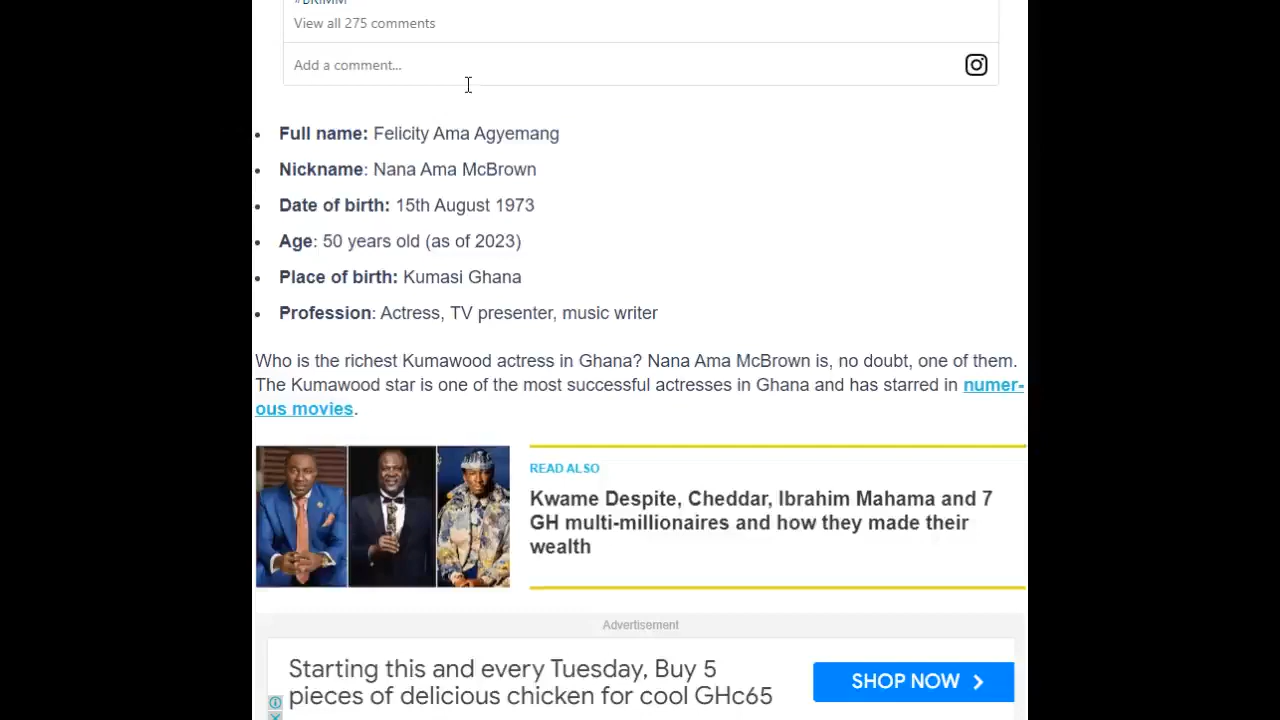 #BRIMM
View all 275 comments
Add a comment...
Full name: Felicity Ama Agyemang
Nickname: Nana Ama McBrown
Date of birth: 15th August 1973
Age: 50 years old (as of 2023)
Place of birth: Kumasi Ghana
Profession: Actress, TV presenter, music writer
Who is the richest Kumawood actress in Ghana? Nana Ama McBrown is, no doubt, one of them.
The Kumawood star is one of the most successful actresses in Ghana and has starred in numer-
ous movies.
READ ALSO
Kwame Despite, Cheddar, Ibrahim Mahama and 7
GH multi-millionaires and how they made their
wealth
Advertisement
Starting this and every Tuesday, Buy 5
pieces of delicious chicken for cool GHc65
SHOP NOW